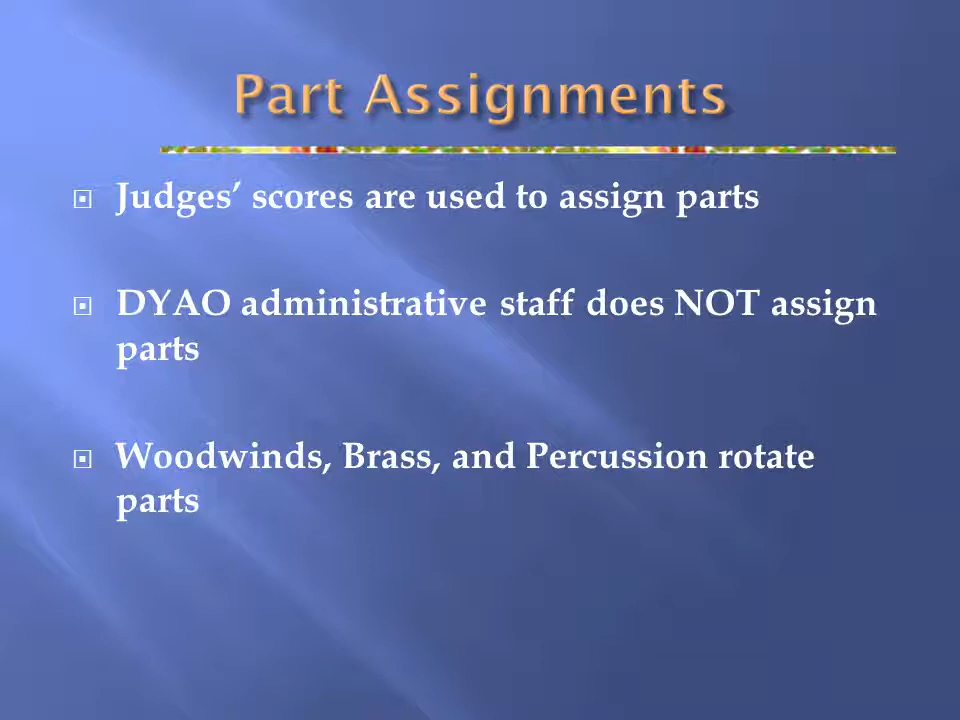 Part Assignments
Judges’ scores are used to assign parts
DYAO administrative staff does NOT assign
parts
Woodwinds, Brass, and Percussion rotate
parts